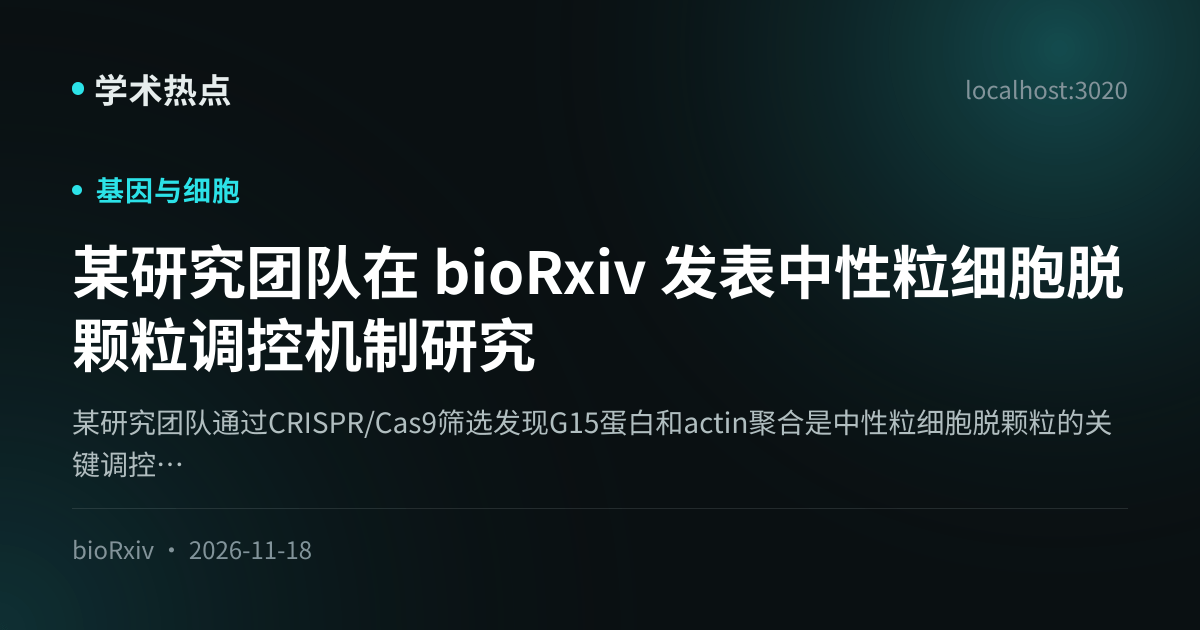 学术热点
localhost:3020
基因与细胞
某研究团队在 bioRxiv 发表中性粒细胞脱
颗粒调控机制研究
某研究团队通过CRISPR/Cas9筛选发现G15蛋白和actin聚合是中性粒细胞脱颗粒的关
键调控…
bioRxiv · 2026-11-18